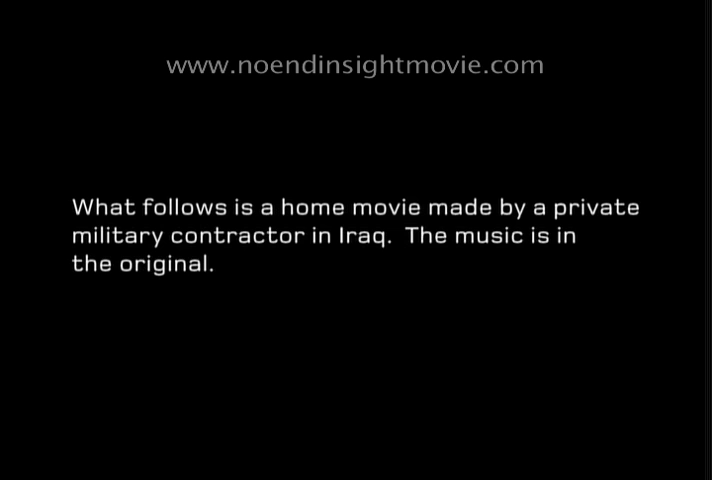 www.noendinsightmovie.com
What follows is a home movie made by a private
military contractor in Iraq.  The music is in
the original.